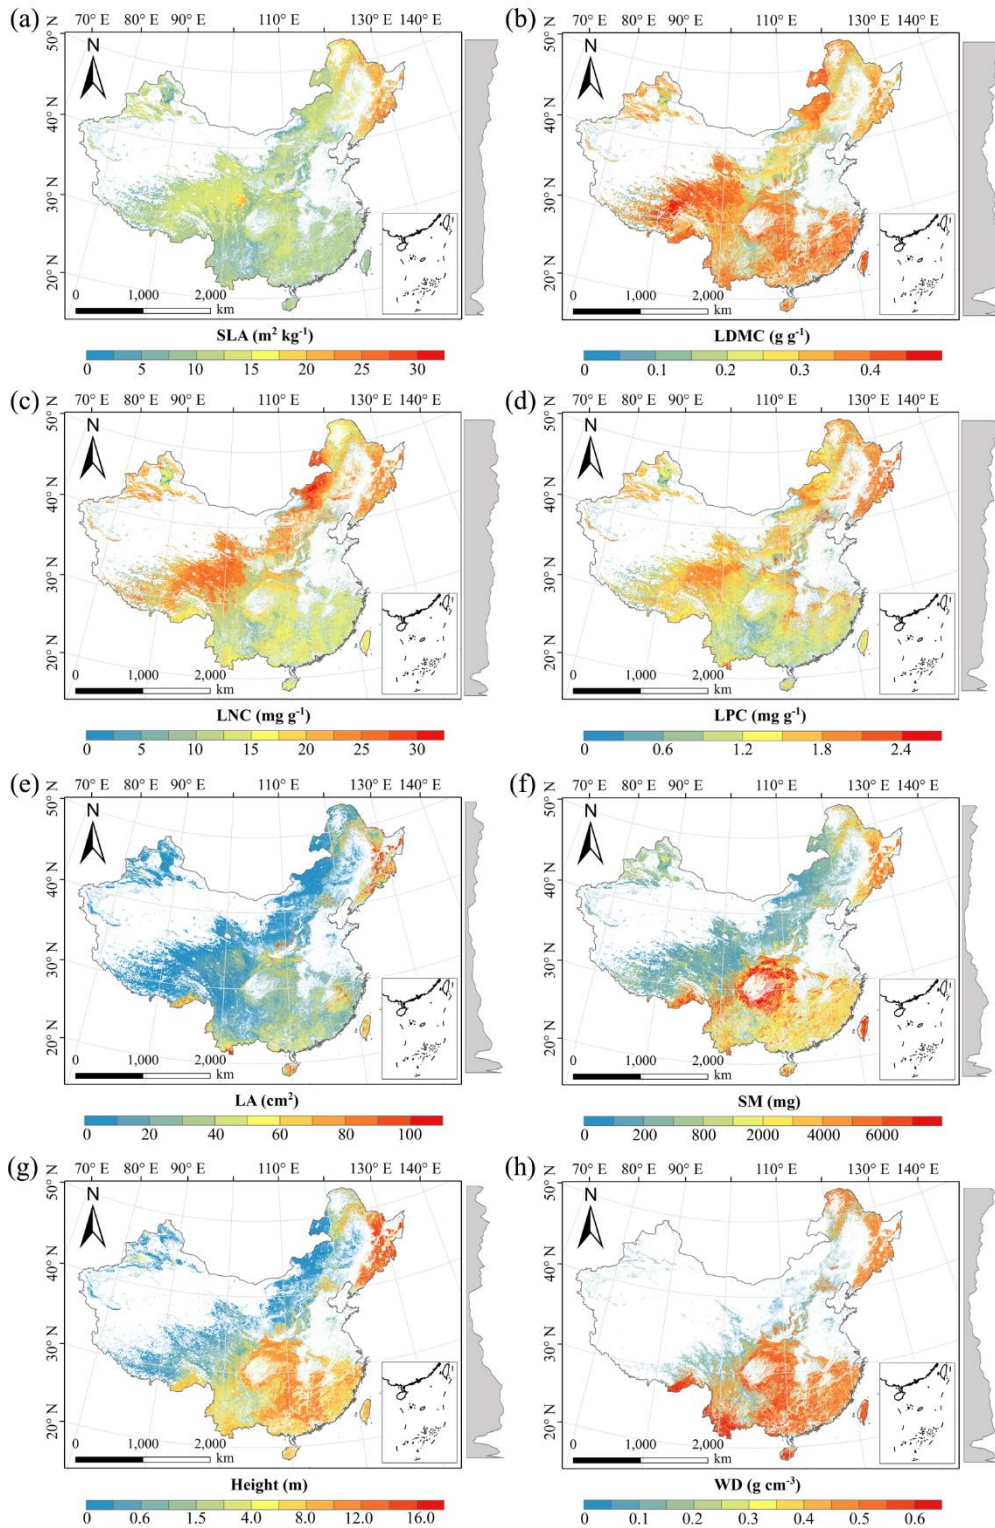 (a)
(b)
70° E 80° E 90° E 110° E 130° E 140° E
70° E 80° E 90° E 110° E 130° E 140° E
50° N
40° N
30° N
20° N
N
0 1,000 2,000
km
50° N
40° N
30° N
20° N
N
0 1,000 2,000
km
SLA (m² kg⁻¹)
0 5 10 15 20 25 30
LDMC (g g⁻¹)
0 0.1 0.2 0.3 0.4
(c)
(d)
70° E 80° E 90° E 110° E 130° E 140° E
70° E 80° E 90° E 110° E 130° E 140° E
50° N
40° N
30° N
20° N
N
0 1,000 2,000
km
50° N
40° N
30° N
20° N
N
0 1,000 2,000
km
LNC (mg g⁻¹)
0 5 10 15 20 25 30
LPC (mg g⁻¹)
0 0.6 1.2 1.8 2.4
(e)
(f)
70° E 80° E 90° E 110° E 130° E 140° E
70° E 80° E 90° E 110° E 130° E 140° E
50° N
40° N
30° N
20° N
N
0 1,000 2,000
km
50° N
40° N
30° N
20° N
N
0 1,000 2,000
km
LA (cm²)
0 20 40 60 80 100
SM (mg)
0 200 800 2000 4000 6000
(g)
(h)
70° E 80° E 90° E 110° E 130° E 140° E
70° E 80° E 90° E 110° E 130° E 140° E
50° N
40° N
30° N
20° N
N
0 1,000 2,000
km
50° N
40° N
30° N
20° N
N
0 1,000 2,000
km
Height (m)
0 0.6 1.5 4.0 8.0 12.0 16.0
WD (g cm⁻³)
0 0.1 0.2 0.3 0.4 0.5 0.6